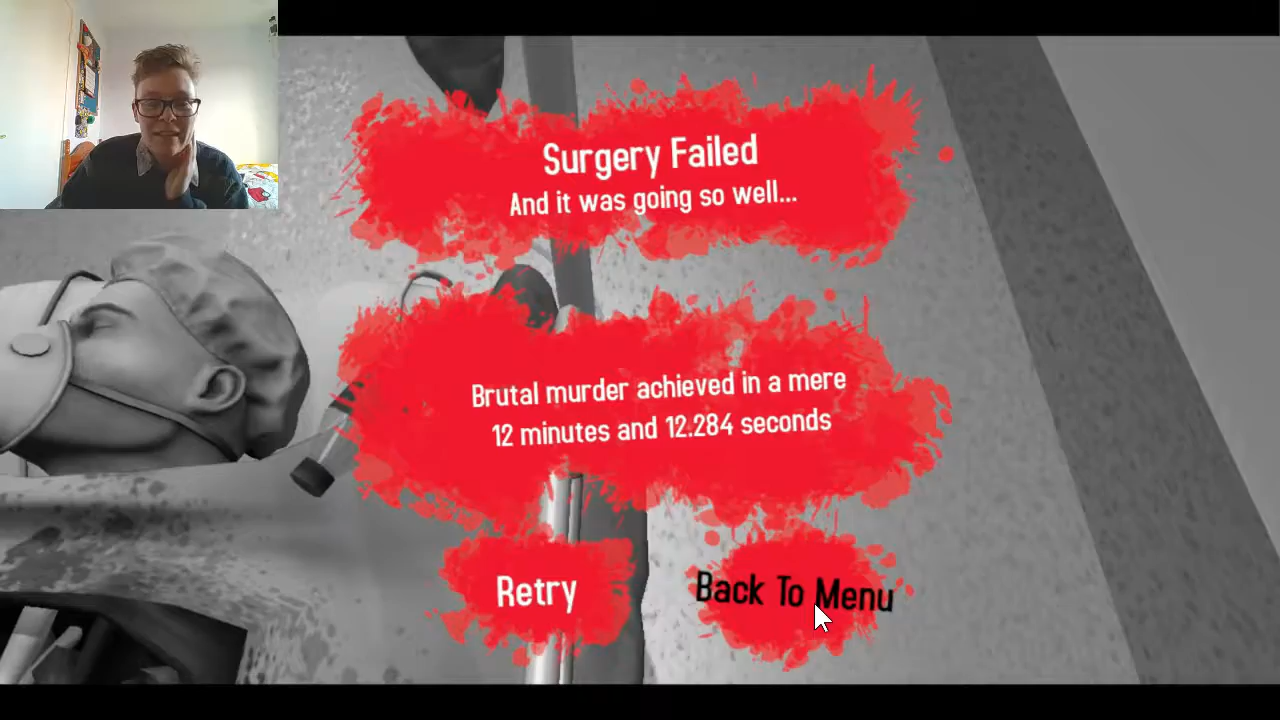 Surgery Failed
And it was going so well...
Brutal murder achieved in a mere
12 minutes and 12.284 seconds
Retry
Back To Menu